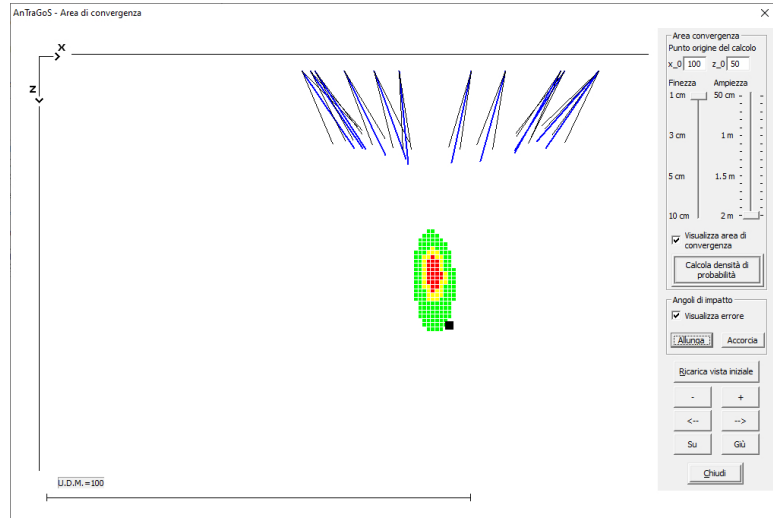 AnTraGoS - Area di convergenza
X
Z
U.D.M.=100
Area convergenza
Punto origine del calcolo
x_0 100 z_0 50
Finezza Ampiezza
1 cm 50 cm
3 cm 1 m
5 cm 1.5 m
10 cm 2 m
Visualizza area di
convergenza
Calcola densità di
probabilità
Angoli di impatto
Visualizza errore
Allunga Accorcia
Ricarica vista iniziale
- +
<-- -->
Su Giù
Chiudi